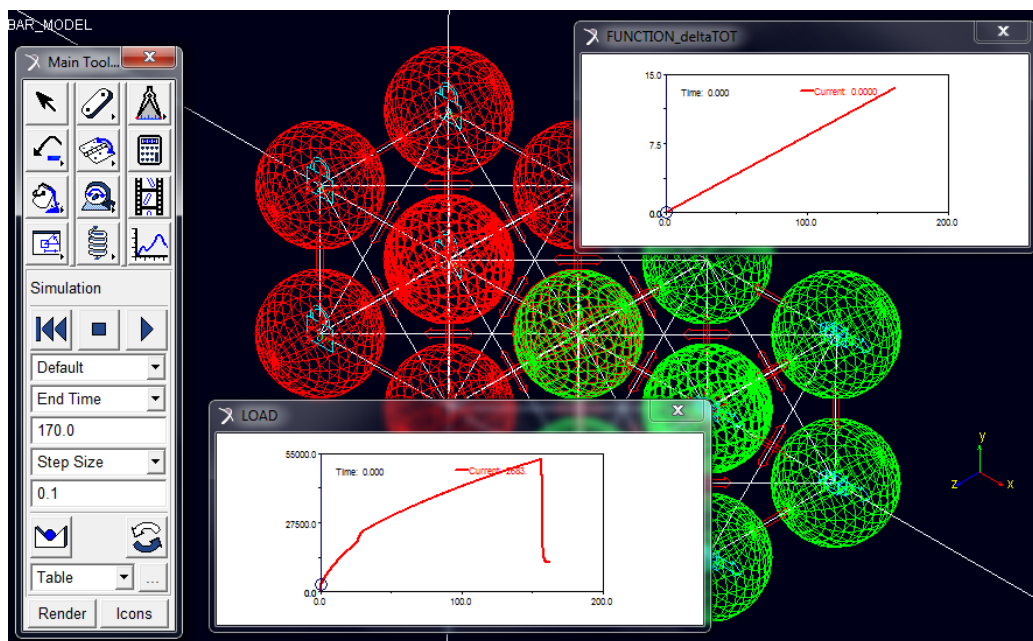 BAR_MODEL
Main Tool...
x
Simulation
Default
End Time
170.0
Step Size
0.1
Table
...
Render Icons
FUNCTION_deltaTOT
x
15.0
Time: 0.000 Current: 0.0000
7.5
0.0
0.0 100.0 200.0
LOAD
x
55000.0
Time: 0.000 Current: 2683.
27500.0
0.0
0.0 100.0 200.0
y
z x